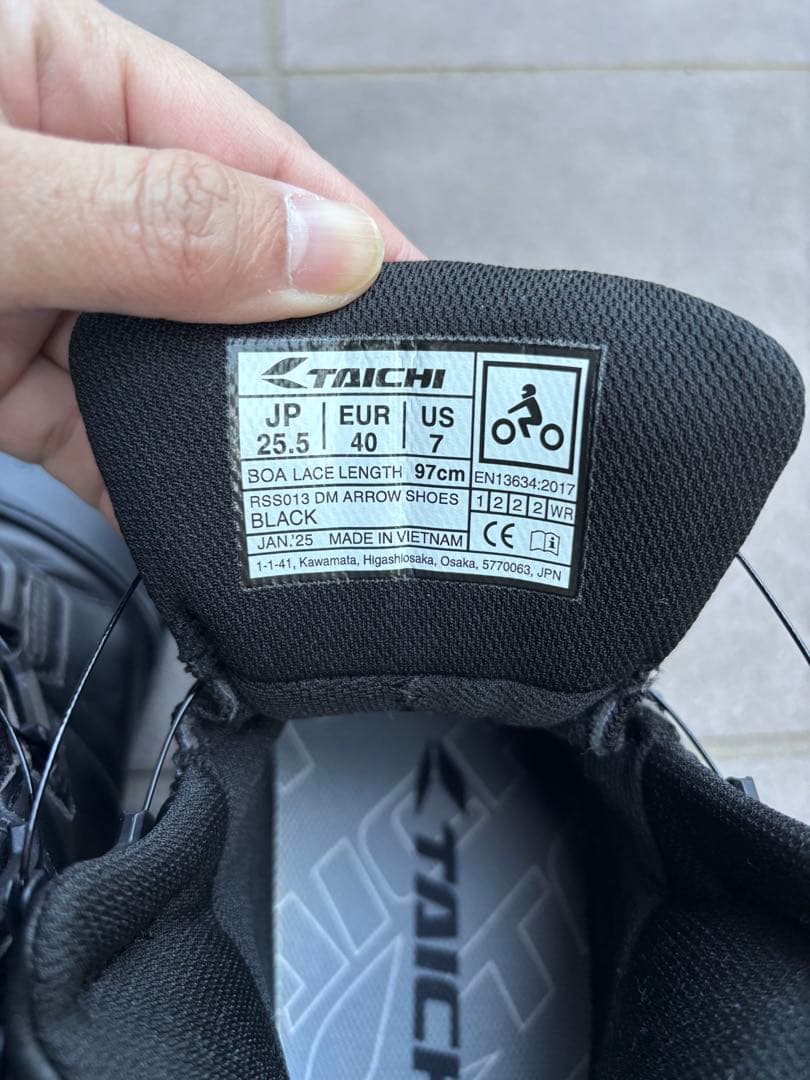 TAICHI
JP 25.5 | EUR 40 | US 7
BOA LACE LENGTH 97cm
EN13634:2017
RSS013 DM ARROW SHOES
BLACK
1 2 2 2 WR
JAN.'25 MADE IN VIETNAM
CE i
1-1-41, Kawamata, Higashiosaka, Osaka, 5770063, JPN
TAICHI